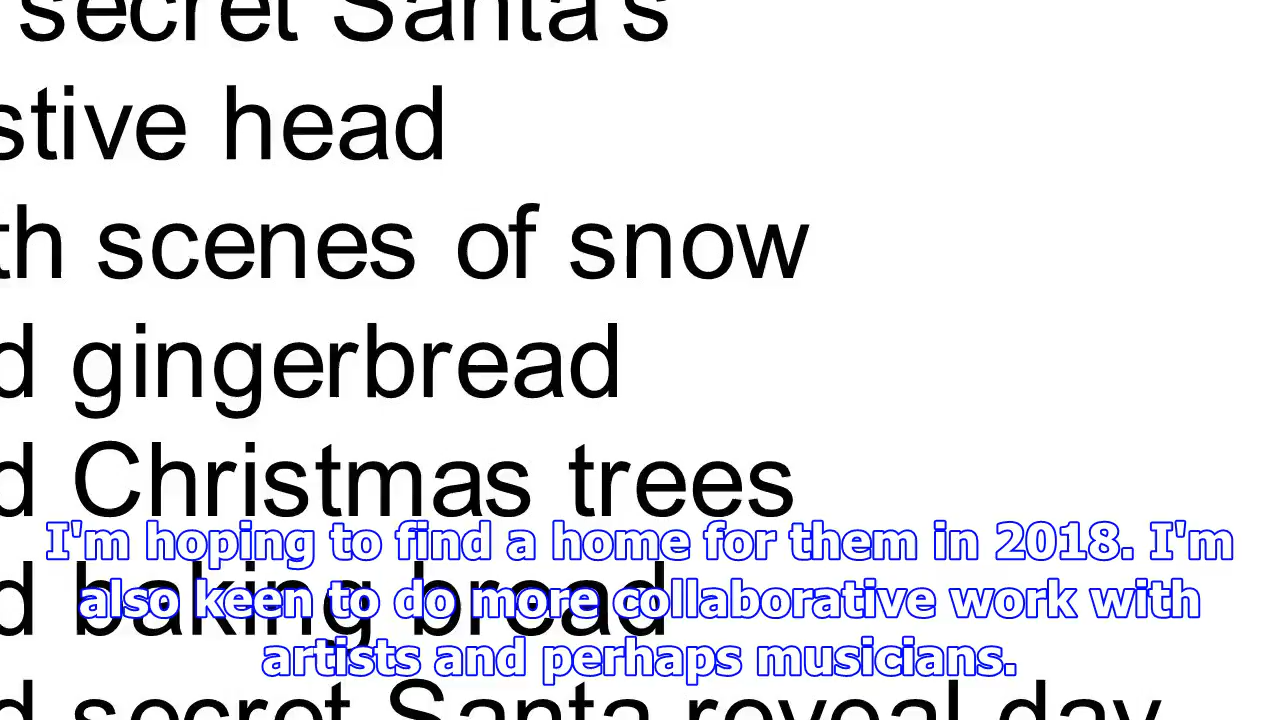 secret Santa's
stive head
th scenes of snow
d gingerbread
d Christmas trees
d baking bread
d secret Santa reveal day
I'm hoping to find a home for them in 2018. I'm
also keen to do more collaborative work with
artists and perhaps musicians.